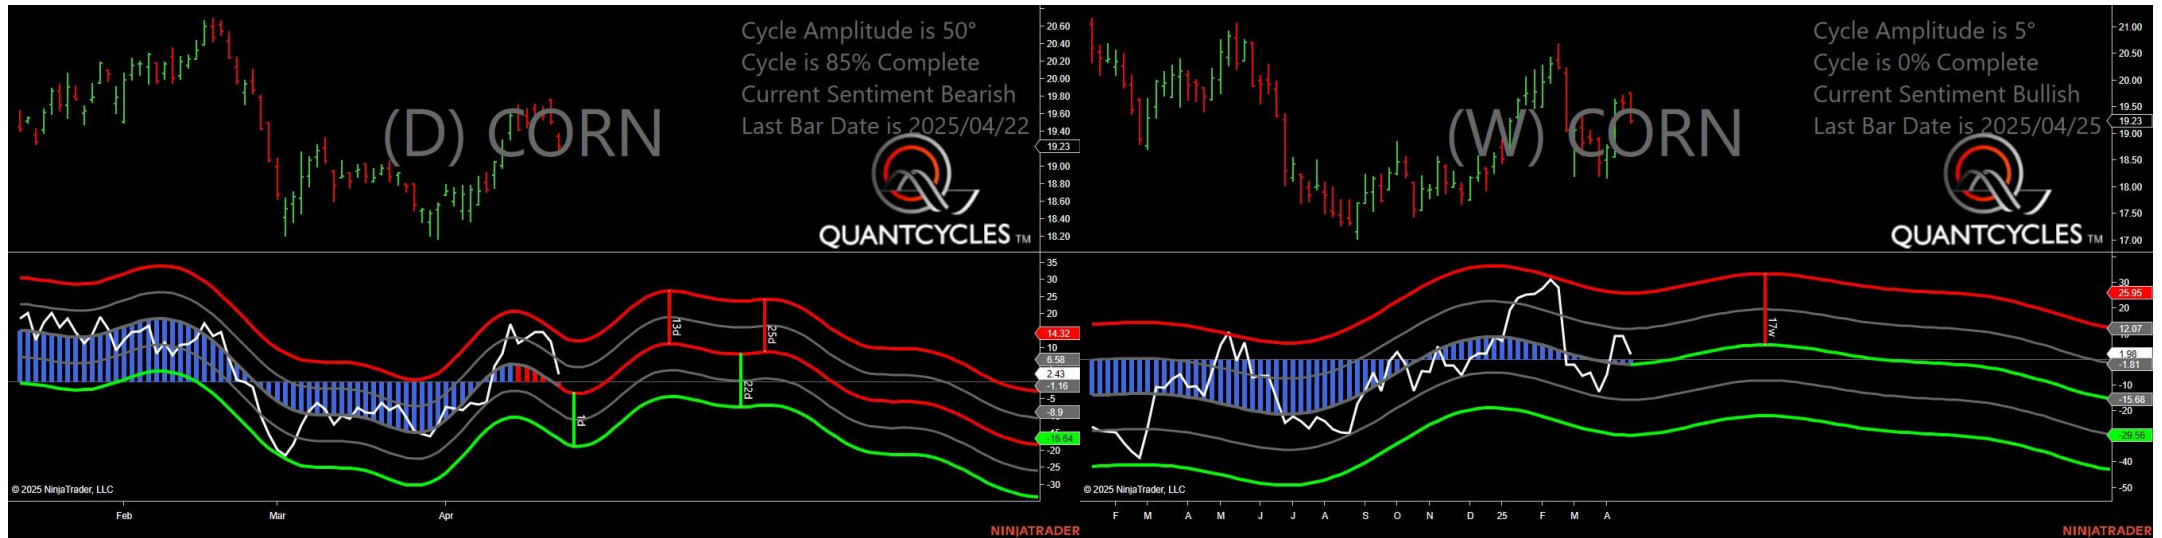 Cycle Amplitude is 50°
Cycle is 85% Complete
Current Sentiment Bearish
Last Bar Date is 2025/04/22
(D) CORN
QUANTCYCLES TM
20.60
20.40
20.20
20.00
19.80
19.60
19.40
19.23
19.00
18.80
18.60
18.40
18.20
35
30
25
20
14.32
10
6.58
2.43
-1.16
-5
-8.9
-16.64
-20
-25
-30
13d
25d
22d
1d
© 2025 NinjaTrader, LLC
Feb
Mar
Apr
NINJATRADER
Cycle Amplitude is 5°
Cycle is 0% Complete
Current Sentiment Bullish
Last Bar Date is 2025/04/25
(W) CORN
QUANTCYCLES TM
21.00
20.50
20.00
19.50
19.23
19.00
18.50
18.00
17.50
17.00
30
25.95
20
12.07
1.98
-1.81
-10
-15.68
-20
-29.56
-40
-50
17w
© 2025 NinjaTrader, LLC
F M A M J J A S O N D 25 F M A
NINJATRADER